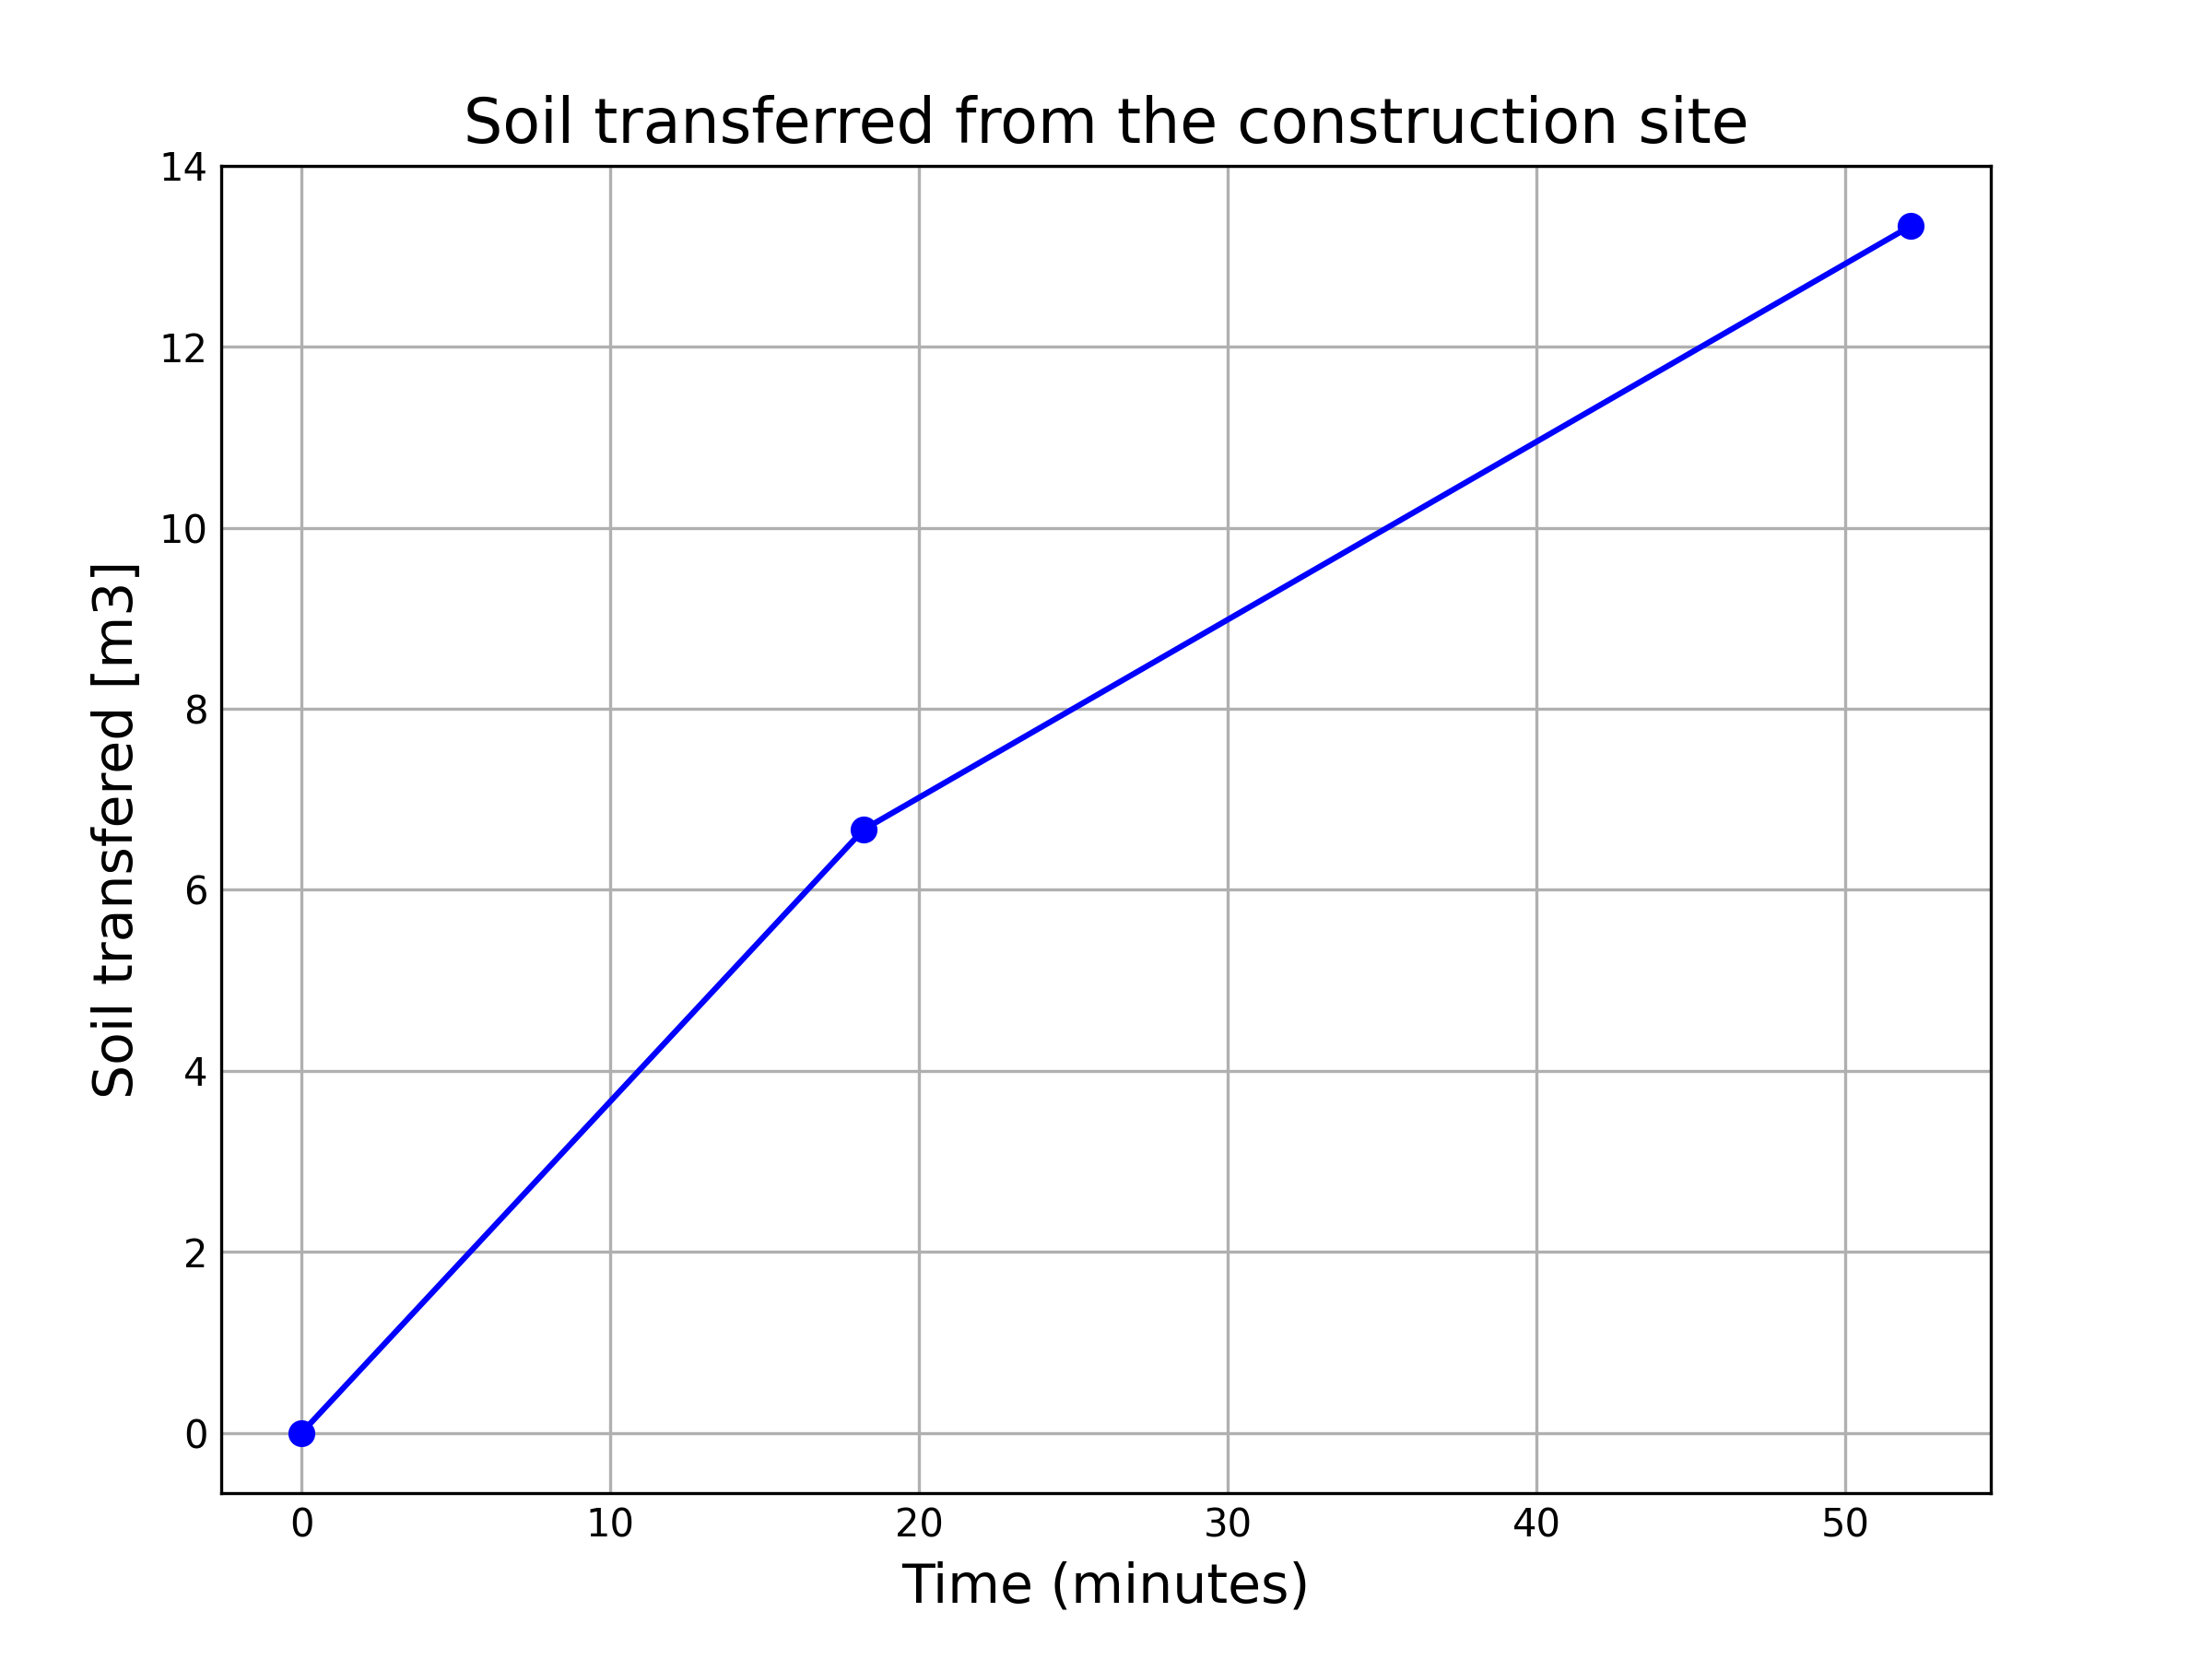 Soil transferred from the construction site
14
12
10
8
6
4
2
0
Soil transfered [m3]
0 10 20 30 40 50
Time (minutes)